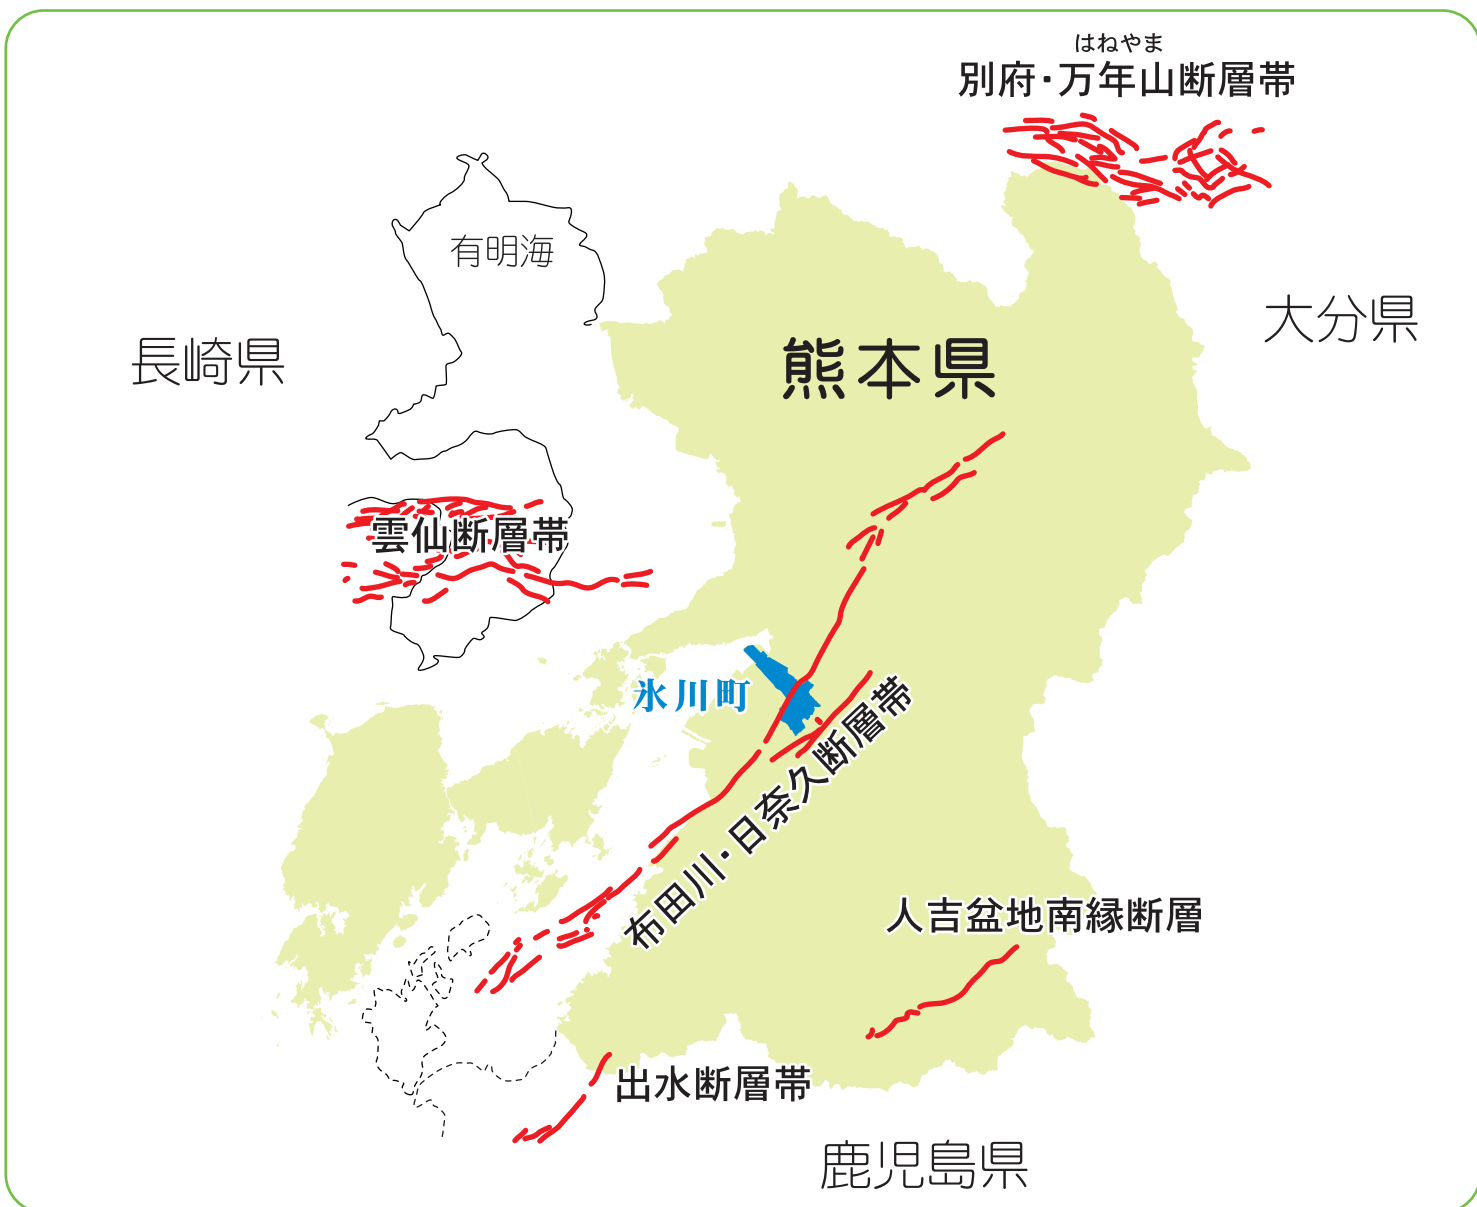 はねやま
別府・万年山断層帯
有明海
大分県
長崎県
熊本県
雲仙断層帯
氷川町
布田川・日奈久断層帯
人吉盆地南縁断層
出水断層帯
鹿児島県